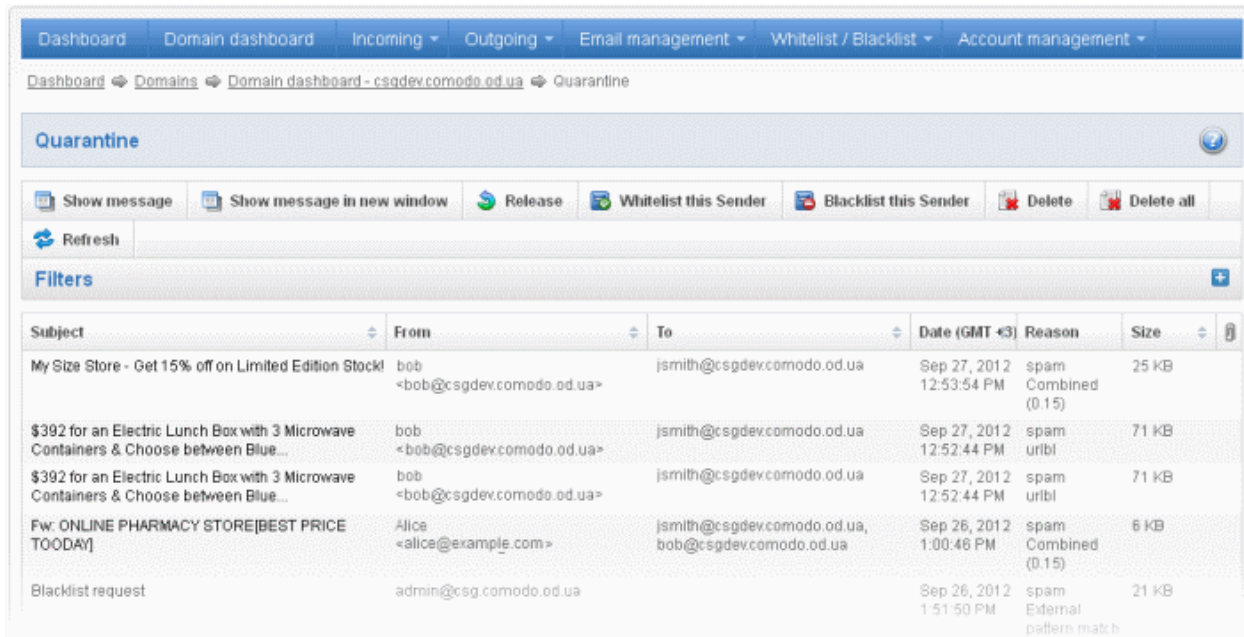 Dashboard Domain dashboard Incoming Outgoing Email management Whitelist / Blacklist Account management
Dashboard Domains Domain dashboard - csgdev.comodo.od.ua Quarantine
Quarantine
Show message Show message in new window Release Whitelist this Sender Blacklist this Sender Delete Delete all
Refresh
Filters
Subject From To Date (GMT +3) Reason Size
My Size Store - Get 15% off on Limited Edition Stock! bob jsmith@csgdev.comodo.od.ua Sep 27, 2012 spam 25 KB
<bob@csgdev.comodo.od.ua> 12:53:54 PM Combined
(0.15)
$392 for an Electric Lunch Box with 3 Microwave bob jsmith@csgdev.comodo.od.ua Sep 27, 2012 spam 71 KB
Containers & Choose between Blue... <bob@csgdev.comodo.od.ua> 12:52:44 PM urlbl
$392 for an Electric Lunch Box with 3 Microwave bob jsmith@csgdev.comodo.od.ua Sep 27, 2012 spam 71 KB
Containers & Choose between Blue... <bob@csgdev.comodo.od.ua> 12:52:44 PM urlbl
Fw: ONLINE PHARMACY STORE[BEST PRICE Alice jsmith@csgdev.comodo.od.ua, Sep 26, 2012 spam 6 KB
TOODAY] <alice@example.com> bob@csgdev.comodo.od.ua 1:00:46 PM Combined
(0.15)
Blacklist request admin@csg.comodo.od.ua Sep 26, 2012 spam 21 KB
1:51:50 PM External
pattern match